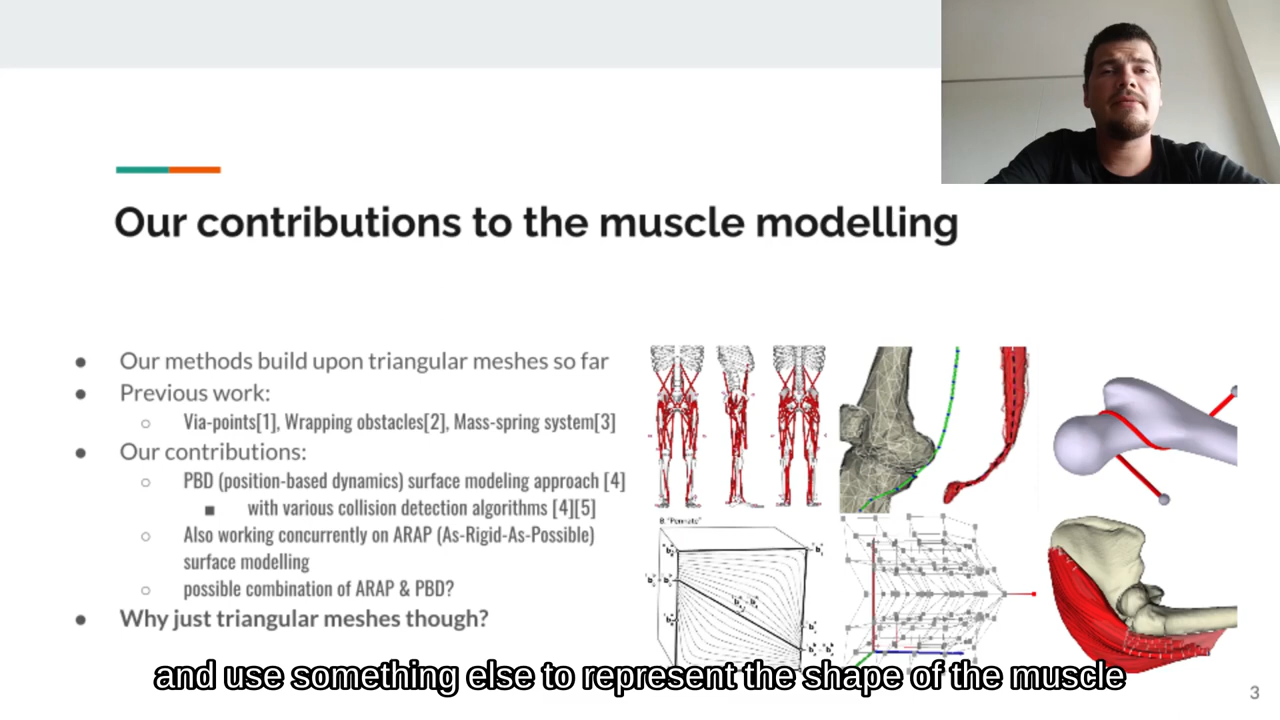 Our contributions to the muscle modelling
● Our methods build upon triangular meshes so far
● Previous work:
○ Via-points[1], Wrapping obstacles[2], Mass-spring system[3]
● Our contributions:
○ PBD (position-based dynamics) surface modeling approach [4]
■ with various collision detection algorithms [4][5]
○ Also working concurrently on ARAP (As-Rigid-As-Possible)
surface modelling
○ possible combination of ARAP & PBD?
● Why just triangular meshes though?
and use something else to represent the shape of the muscle
3